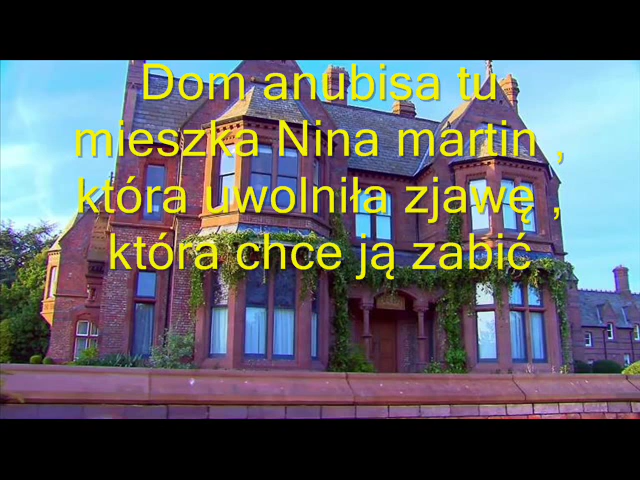 Dom anubisa tu
mieszka Nina martin ,
która uwolniła zjawę ,
która chce ją zabić